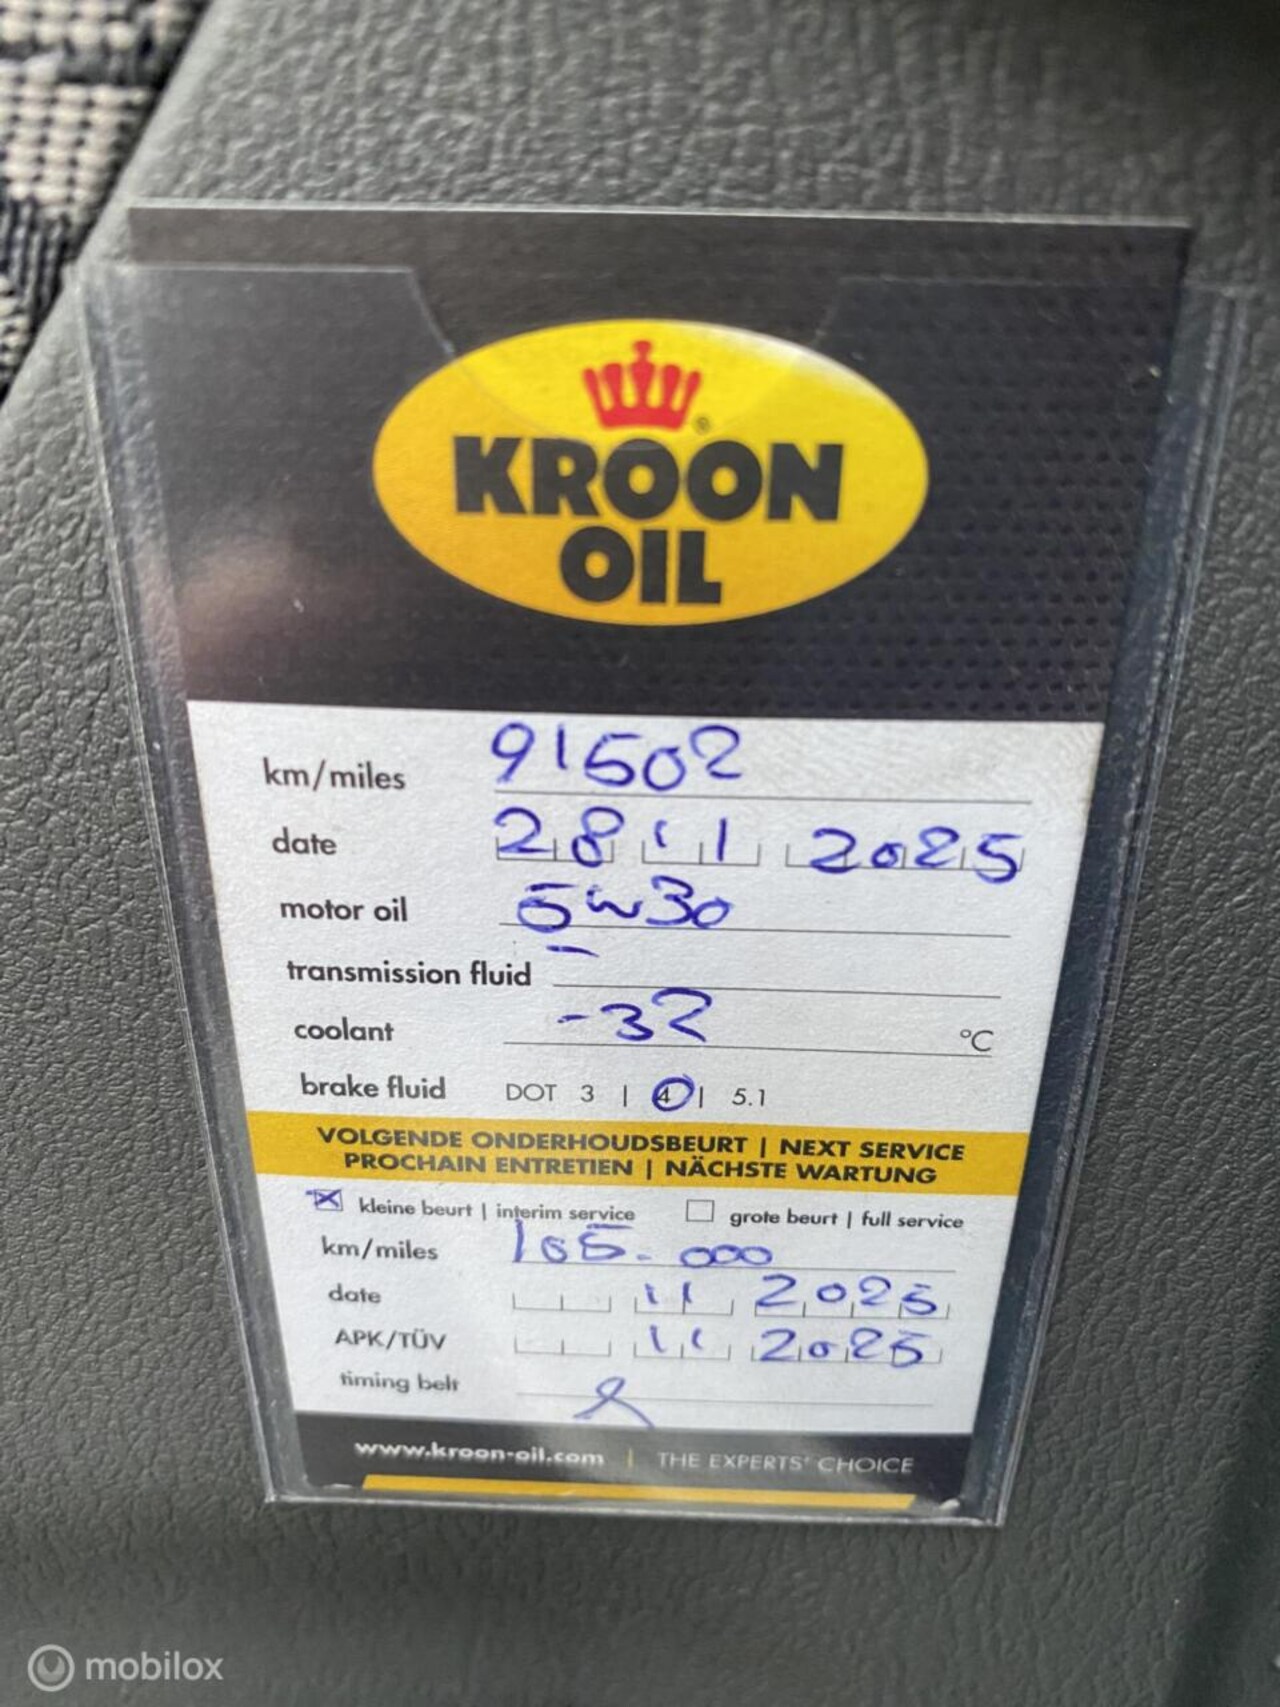 KROON
OIL
km/miles 91502
date 28 11 2025
motor oil 5w30
transmission fluid –
coolant -32 °C
brake fluid DOT 3 | 4 | 5.1
VOLGENDE ONDERHOUDSBEURT | NEXT SERVICE
PROCHAIN ENTRETIEN | NÄCHSTE WARTUNG
kleine beurt | interim service grote beurt | full service
km/miles 105.000
date 11 2025
APK/TÜV 11 2025
timing belt
www.kroon-oil.com | THE EXPERTS' CHOICE
mobilox